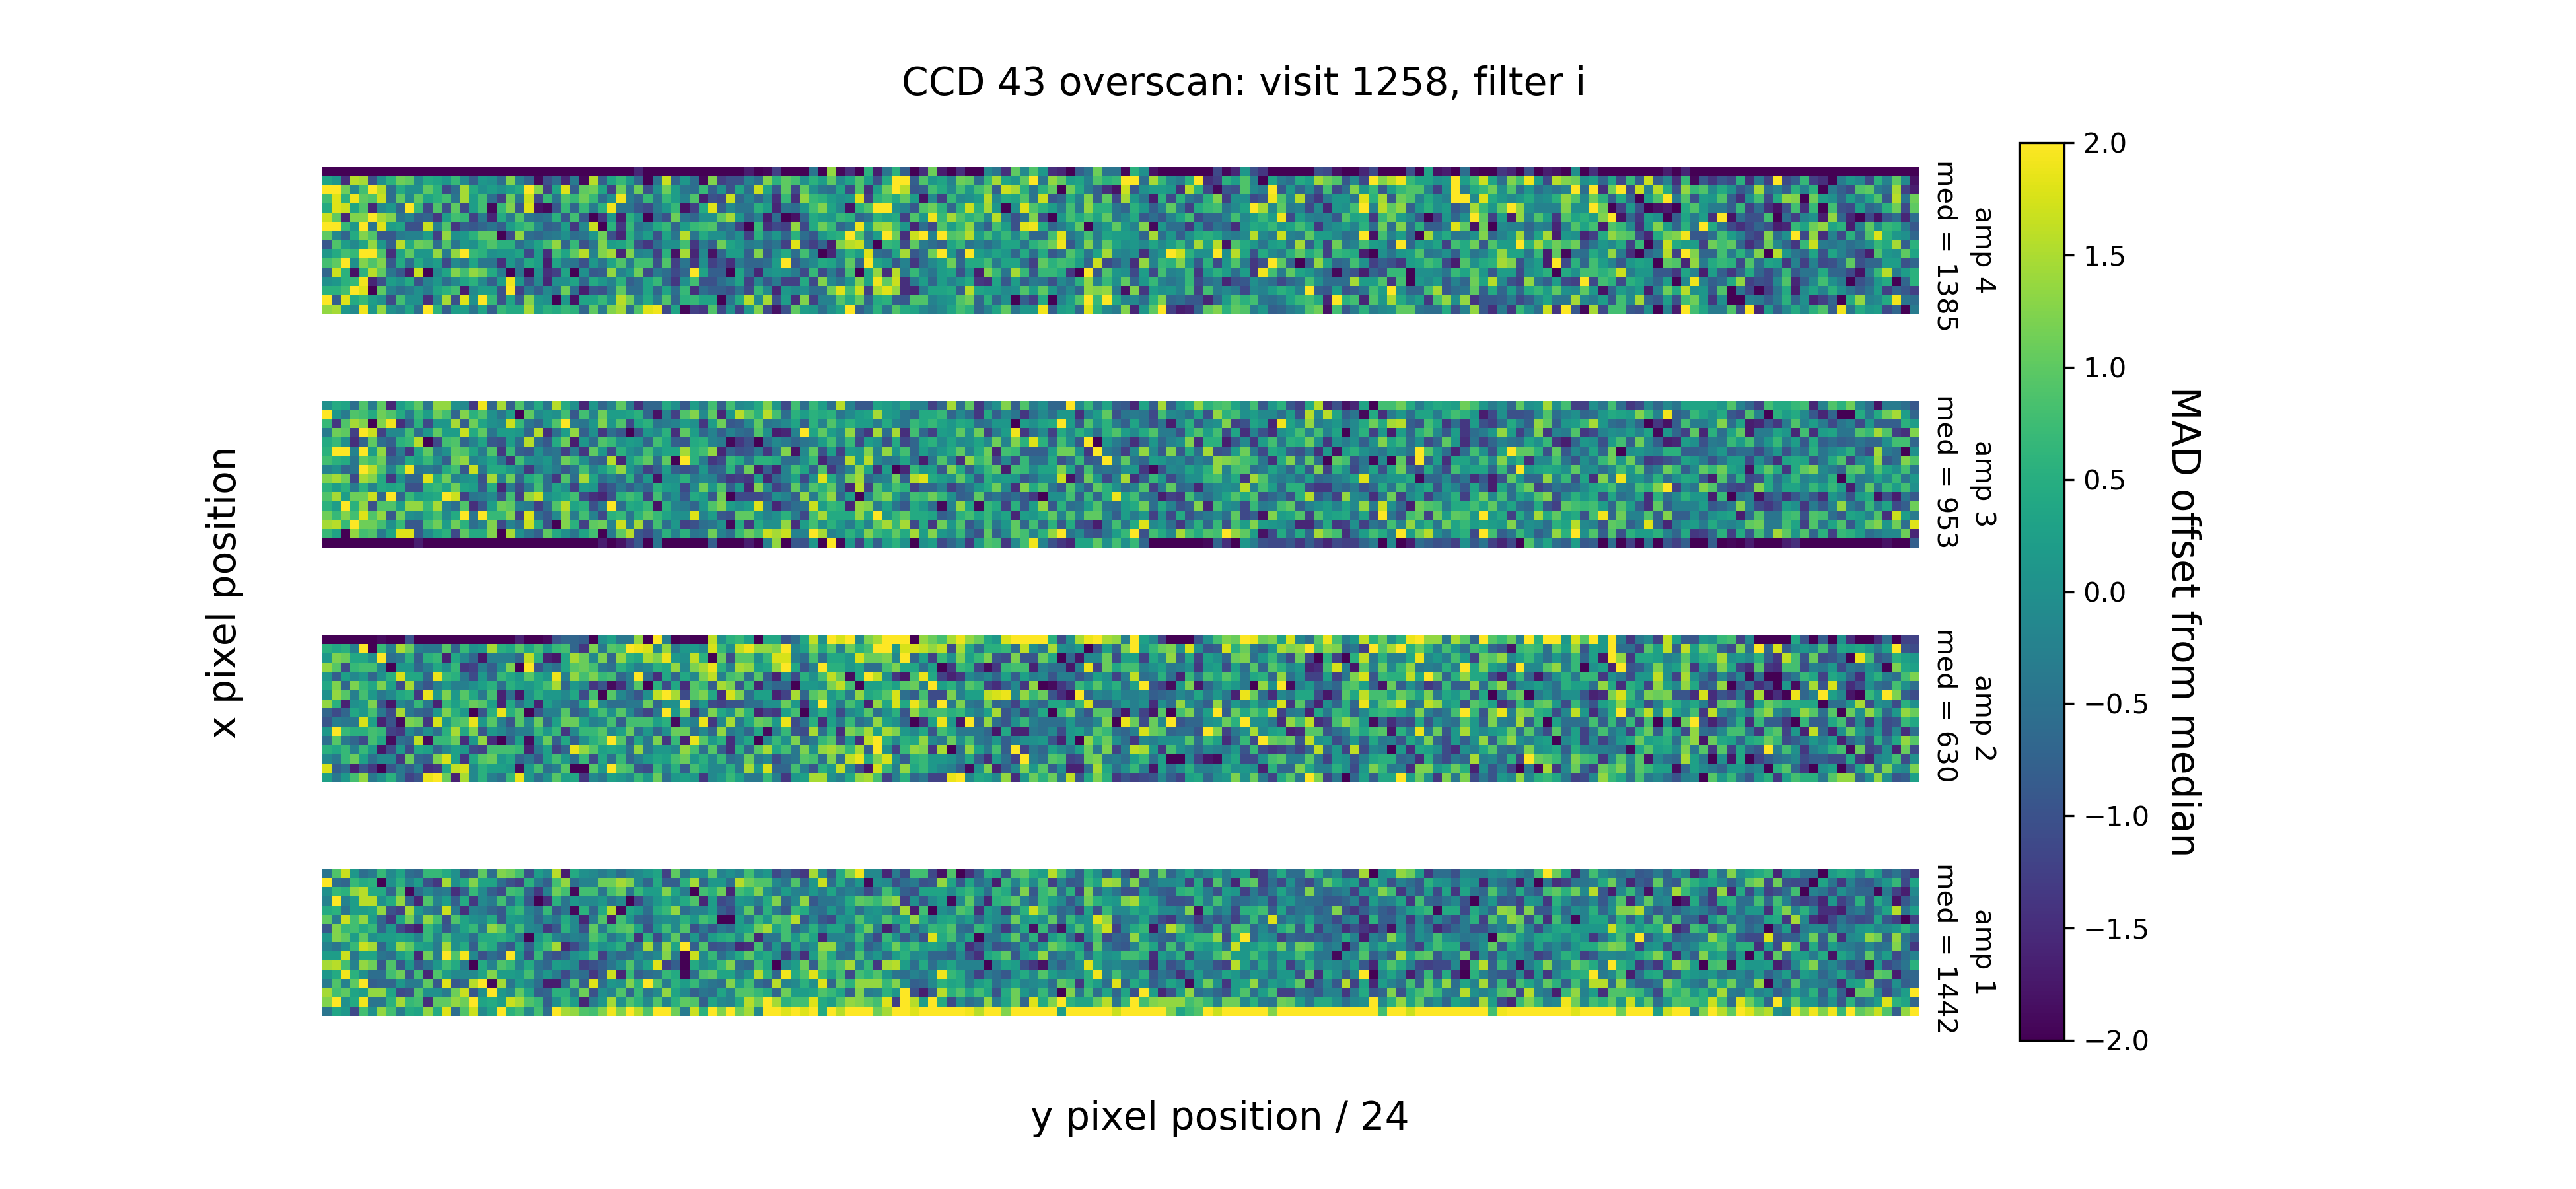 CCD 43 overscan: visit 1258, filter i
x pixel position
amp 4
med = 1385
amp 3
med = 953
amp 2
med = 630
amp 1
med = 1442
y pixel position / 24
2.0
1.5
1.0
0.5
0.0
−0.5
−1.0
−1.5
−2.0
MAD offset from median